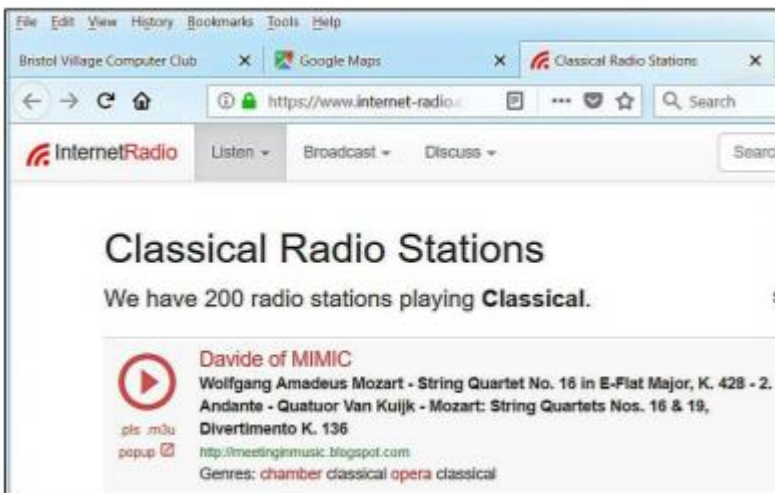 File Edit View History Bookmarks Tools Help
Bristol Village Computer Club Google Maps Classical Radio Stations
https://www.internet-radio. Search
InternetRadio Listen Broadcast Discuss Searc
Classical Radio Stations
We have 200 radio stations playing Classical.
Davide of MIMIC
Wolfgang Amadeus Mozart - String Quartet No. 16 in E-Flat Major, K. 428 - 2.
Andante - Quatuor Van Kuijk - Mozart: String Quartets Nos. 16 & 19,
.pls .m3u Divertimento K. 136
popup http://meetinginmusic.blogspot.com
Genres: chamber classical opera classical